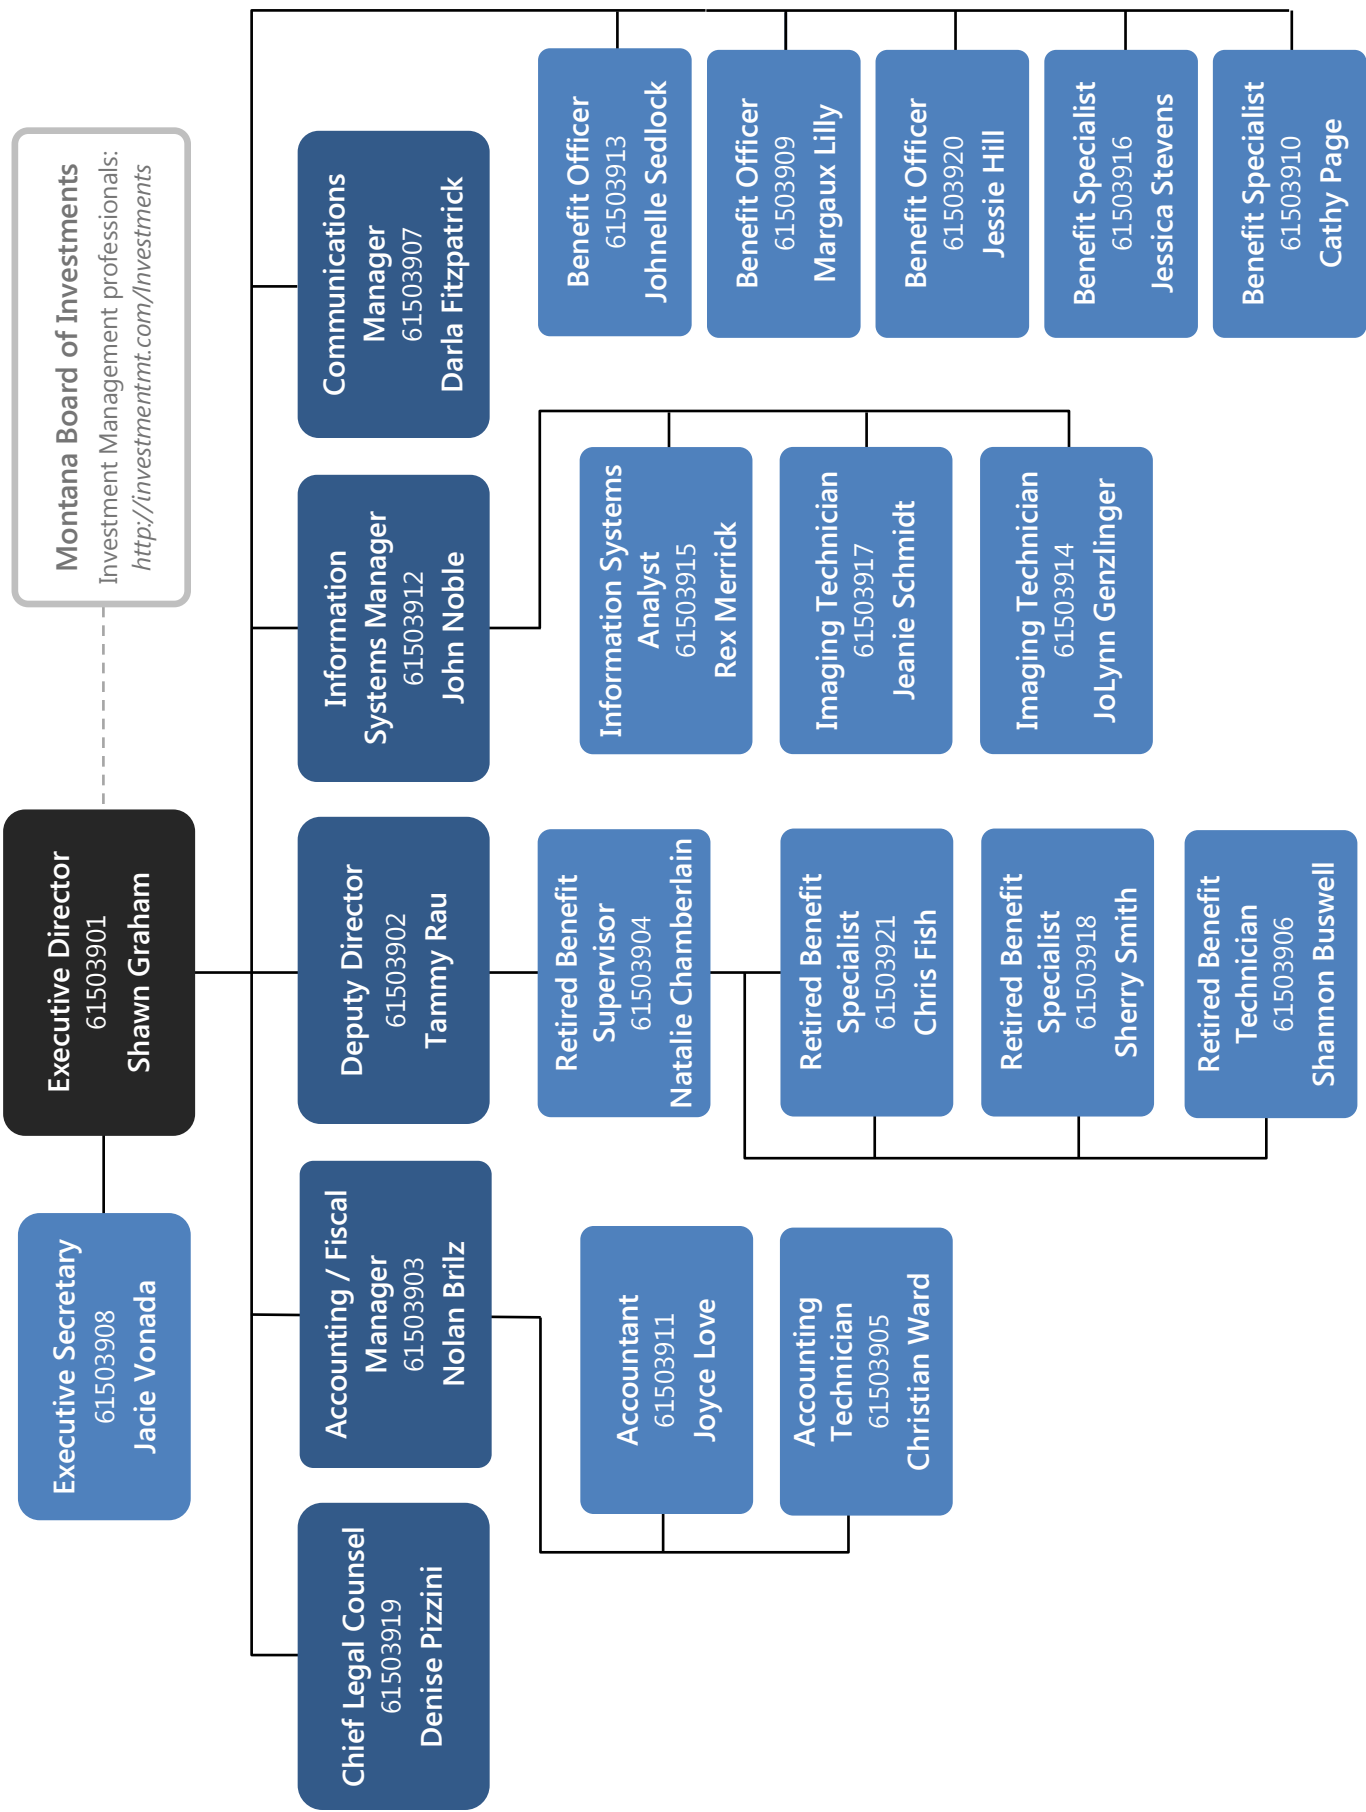 Executive Director
61503901
Shawn Graham
Executive Secretary
61503908
Jacie Vonada
Montana Board of Investments
Investment Management professionals:
http://investmentmt.com/Investments
Chief Legal Counsel
61503919
Denise Pizzini
Accounting / Fiscal
Manager
61503903
Nolan Brilz
Deputy Director
61503902
Tammy Rau
Information
Systems Manager
61503912
John Noble
Communications
Manager
61503907
Darla Fitzpatrick
Accountant
61503911
Joyce Love
Accounting
Technician
61503905
Christian Ward
Retired Benefit
Supervisor
61503904
Natalie Chamberlain
Retired Benefit
Specialist
61503921
Chris Fish
Retired Benefit
Specialist
61503918
Sherry Smith
Retired Benefit
Technician
61503906
Shannon Buswell
Information Systems
Analyst
61503915
Rex Merrick
Imaging Technician
61503917
Jeanie Schmidt
Imaging Technician
61503914
JoLynn Genzlinger
Benefit Officer
61503913
Johnelle Sedlock
Benefit Officer
61503909
Margaux Lilly
Benefit Officer
61503920
Jessie Hill
Benefit Specialist
61503916
Jessica Stevens
Benefit Specialist
61503910
Cathy Page